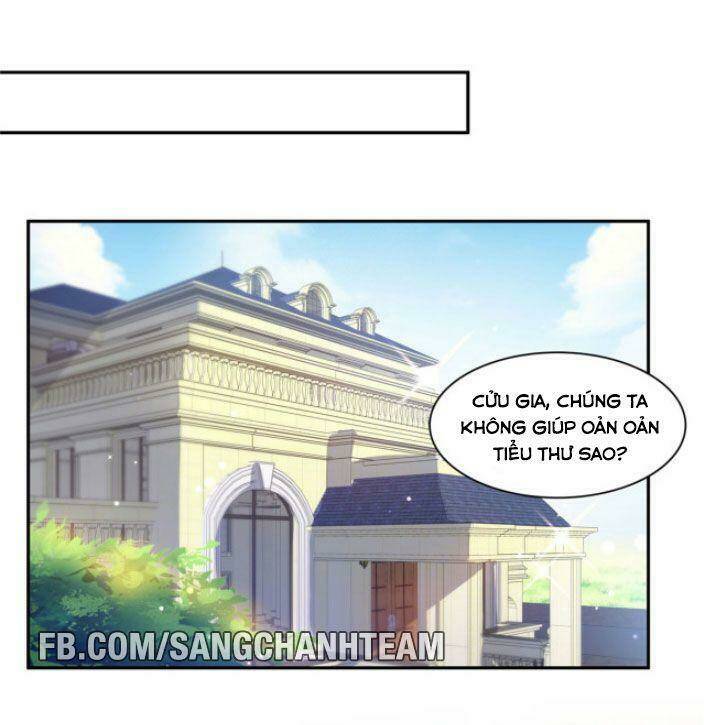 CỬU GIA, CHÚNG TA
KHÔNG GIÚP OẢN OẢN
TIỂU THƯ SAO?
FB.COM/SANGCHANHTEAM